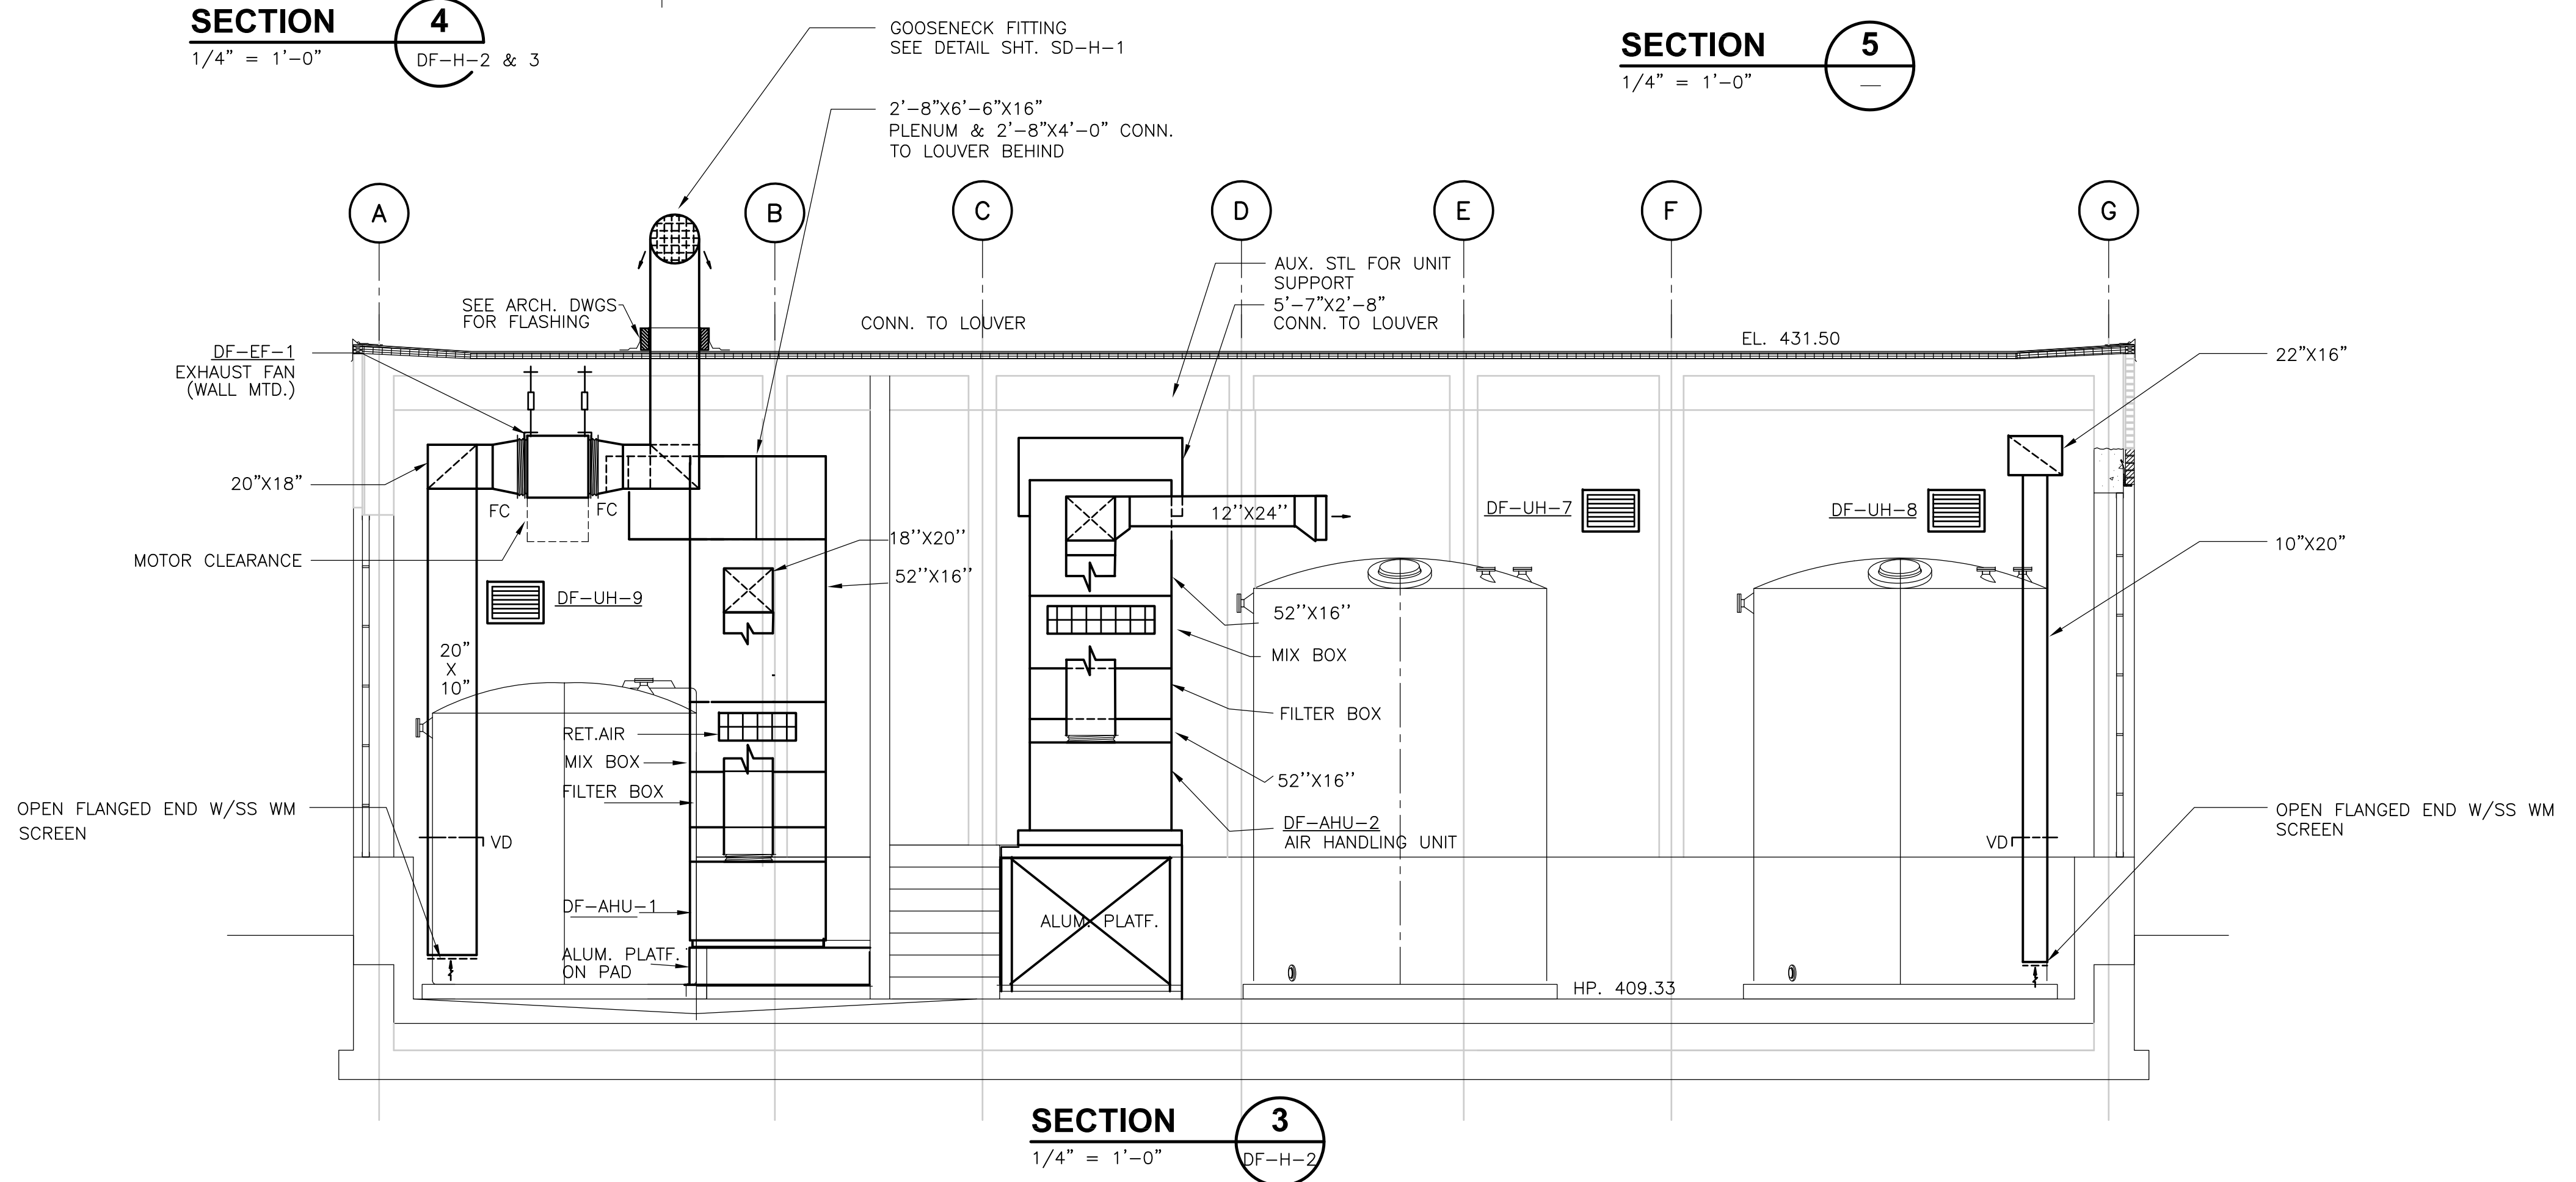 SECTION
4
1/4" = 1'-0"
DF-H-2 & 3
GOOSENECK FITTING
SEE DETAIL SHT. SD-H-1
SECTION
5
1/4" = 1'-0"
—
2'-8"X6'-6"X16"
PLENUM & 2'-8"X4'-0" CONN.
TO LOUVER BEHIND
A
B
C
D
E
F
G
AUX. STL FOR UNIT
SUPPORT
5'-7"X2'-8"
CONN. TO LOUVER
SEE ARCH. DWGS
FOR FLASHING
CONN. TO LOUVER
EL. 431.50
DF-EF-1
EXHAUST FAN
(WALL MTD.)
22"X16"
20"X18"
FC
FC
MOTOR CLEARANCE
18''X20''
52''X16''
12''X24''
DF-UH-7
DF-UH-8
10"X20"
DF-UH-9
52''X16''
MIX BOX
20"
X
10"
FILTER BOX
RET.AIR
MIX BOX
FILTER BOX
52''X16''
OPEN FLANGED END W/SS WM
SCREEN
VD
DF-AHU-2
AIR HANDLING UNIT
VD
OPEN FLANGED END W/SS WM
SCREEN
DF-AHU-1
ALUM. PLATF.
ALUM. PLATF.
ON PAD
HP. 409.33
SECTION
3
1/4" = 1'-0"
DF-H-2